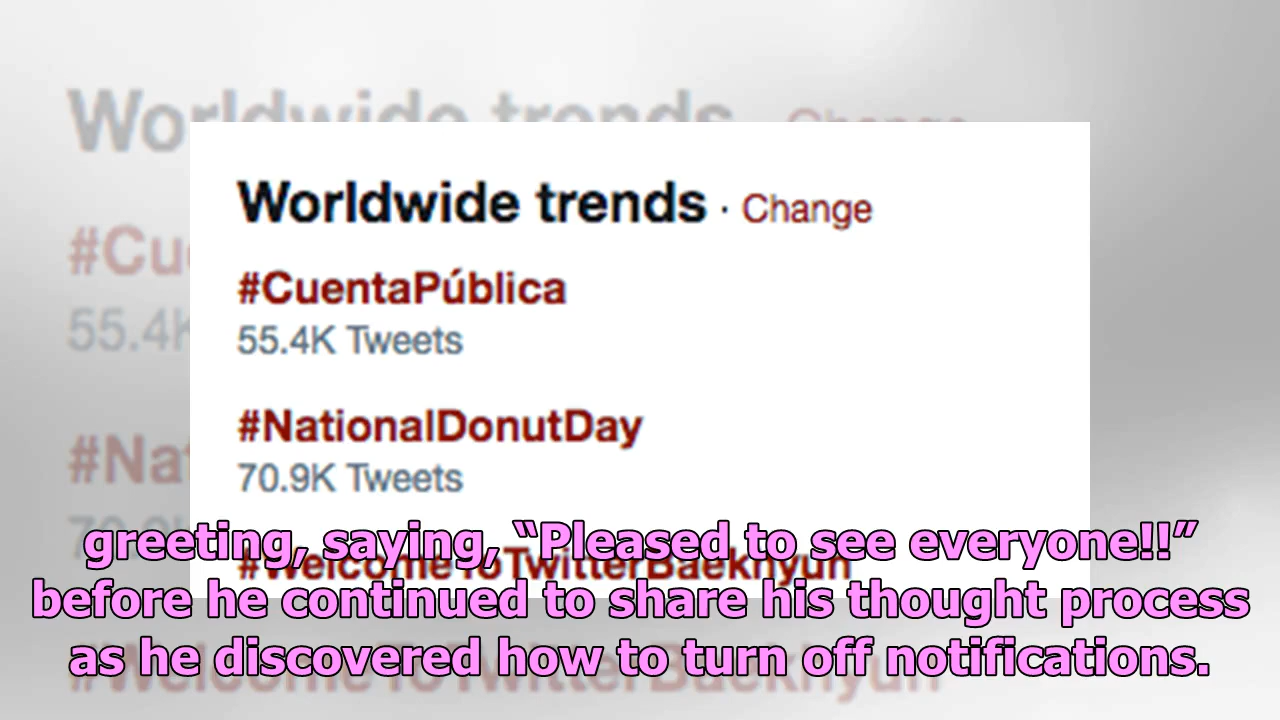 Worldwide trends · Change
#CuentaPública
55.4K Tweets
#NationalDonutDay
70.9K Tweets
#WelcomeToTwitterBaekhyun
greeting, saying, “Pleased to see everyone!!”
before he continued to share his thought process
as he discovered how to turn off notifications.